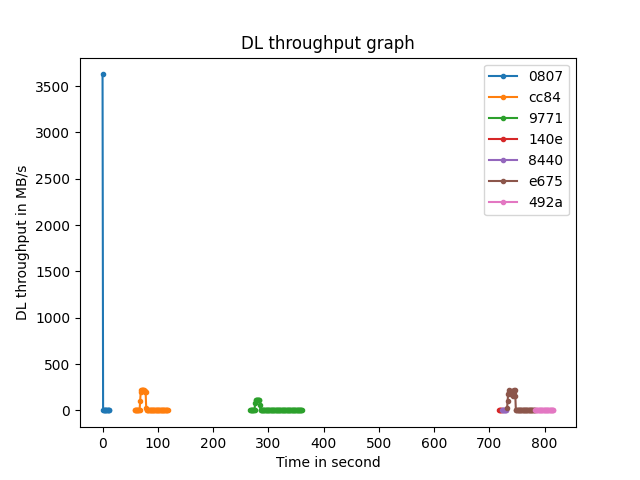 DL throughput graph
3500
3000
2500
2000
1500
1000
500
0
DL throughput in MB/s
0807
cc84
9771
140e
8440
e675
492a
0 100 200 300 400 500 600 700 800
Time in second